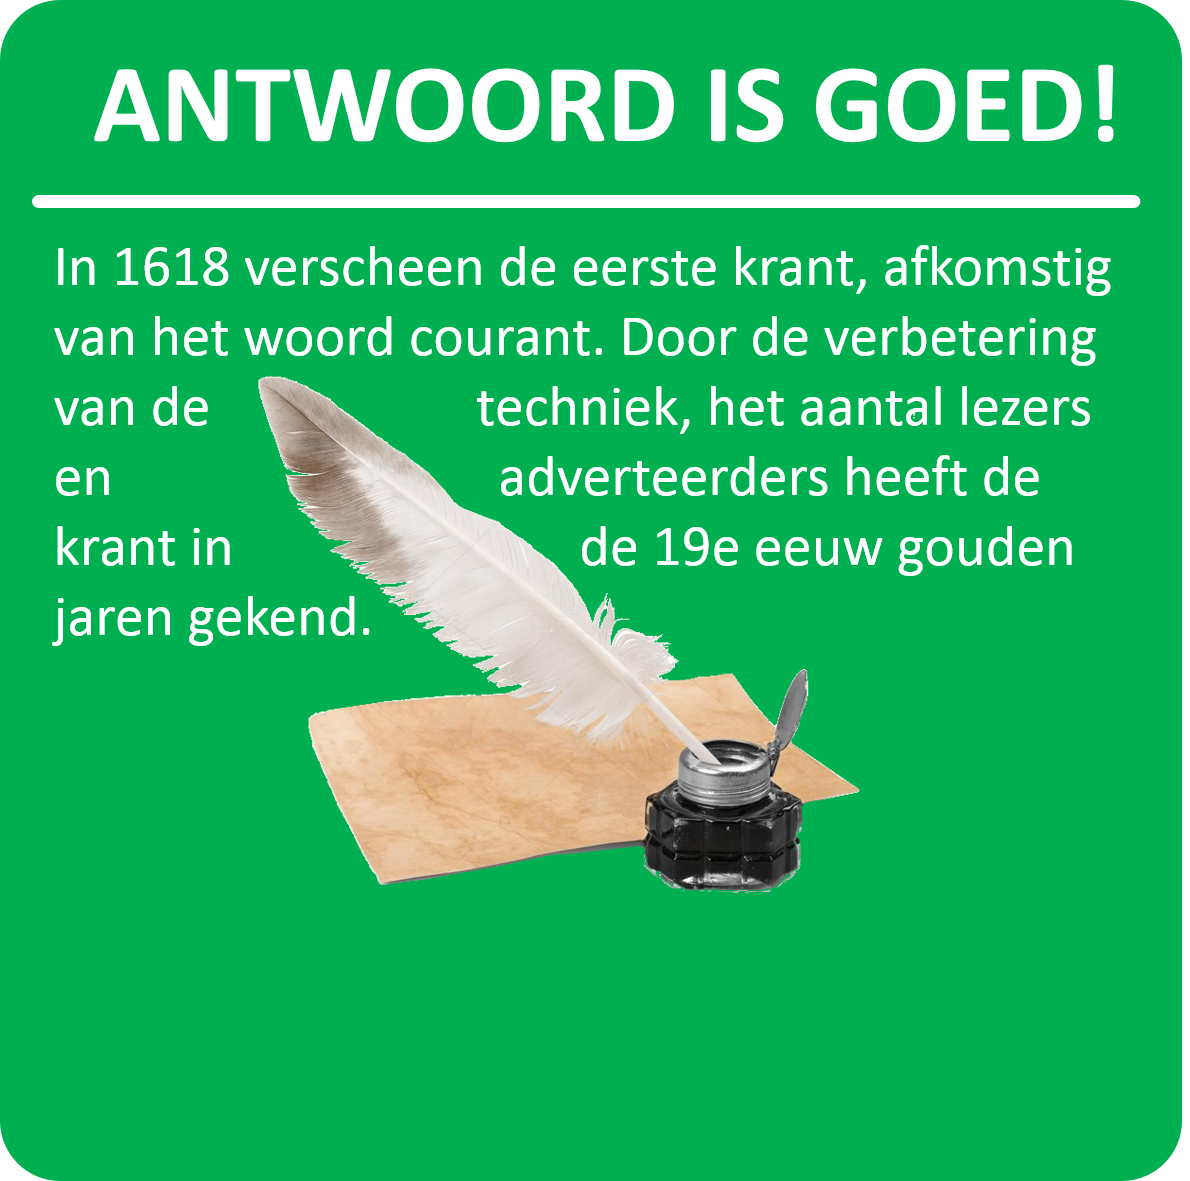 ANTWOORD IS GOED!
In 1618 verscheen de eerste krant, afkomstig
van het woord courant. Door de verbetering
van de techniek, het aantal lezers
en adverteerders heeft de
krant in de 19e eeuw gouden
jaren gekend.